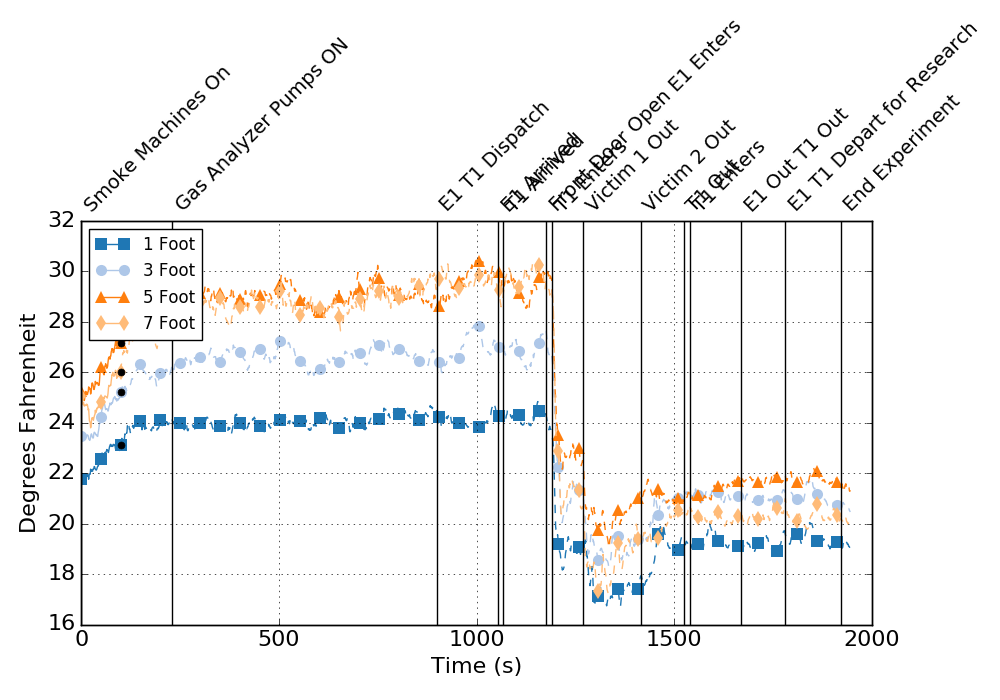 Smoke Machines On
Gas Analyzer Pumps ON
E1 T1 Dispatch
E1 Arrived
T1 Arrived
Front Door Open E1 Enters
T1 Enters
Victim 1 Out
Victim 2 Out
T1 Out
T1 Enters
E1 Out T1 Out
E1 T1 Depart for Research
End Experiment
32
30
28
26
24
22
20
18
16
Degrees Fahrenheit
1 Foot
3 Foot
5 Foot
7 Foot
0
500
1000
1500
2000
Time (s)